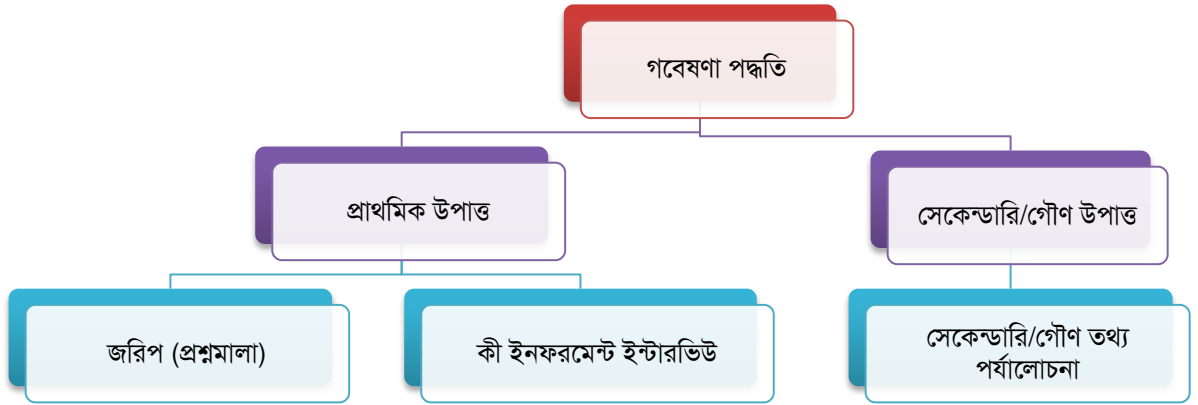 গবেষণা পদ্ধতি
প্রাথমিক উপাত্ত
সেকেন্ডারি/গৌণ উপাত্ত
জরিপ (প্রশ্নমালা)
কী ইনফরমেন্ট ইন্টারভিউ
সেকেন্ডারি/গৌণ তথ্য
পর্যালোচনা